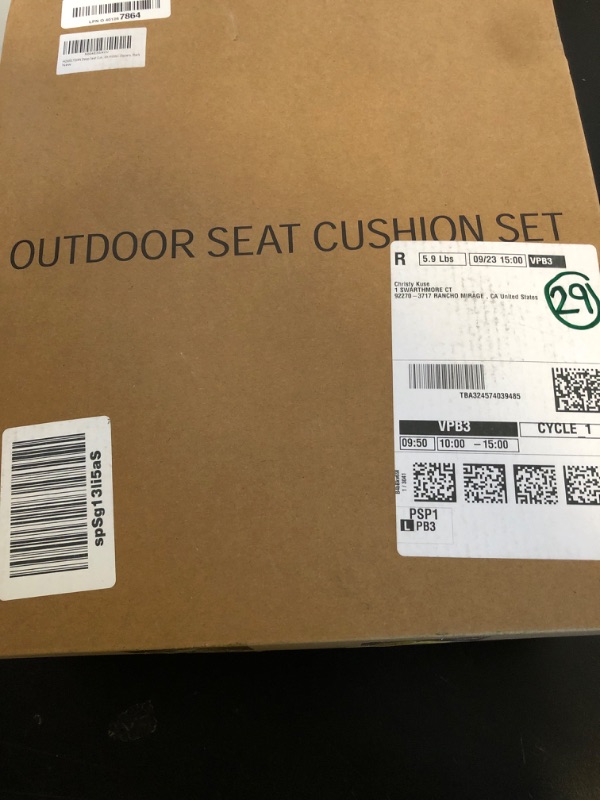 7864
OUTDOOR SEAT CUSHION SET
R 5.9 Lbs 09/23 15:00 VPB3
Christy Kuse
1 SWARTHMORE CT
92270-3717 RANCHO MIRAGE , CA United States
29
TBA324574039485
VPB3 CYCLE_1
09:50 10:00 - 15:00
PSP1
L PB3
spSg13li5aS